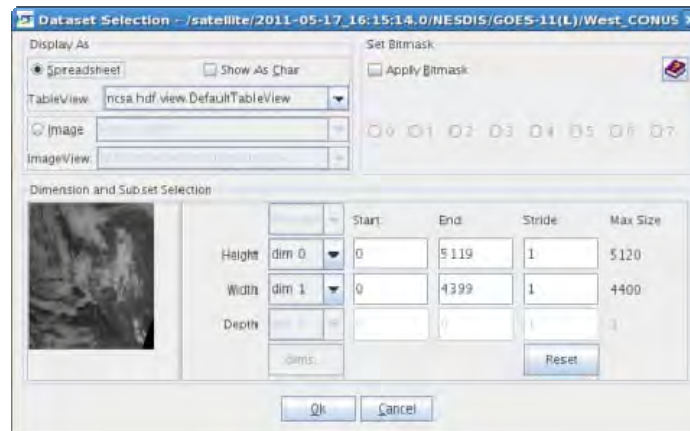 Dataset Selection - /satellite/2011-05-17_16:15:14.0/NESDIS/GOES-11(L)/West_CONUS
Display As
Spreadsheet Show As Char
TableView: ncsa.hdf.view.DefaultTableView
Image
ImageView:
Set Bitmask
Apply Bitmask
0 1 2 3 4 5 6 7
Dimension and Subset Selection
Start: End: Stride: Max Size
Height dim 0 0 5119 1 5120
Width dim 1 0 4399 1 4400
Depth 0 0 1 1
dims...
Reset
Ok Cancel